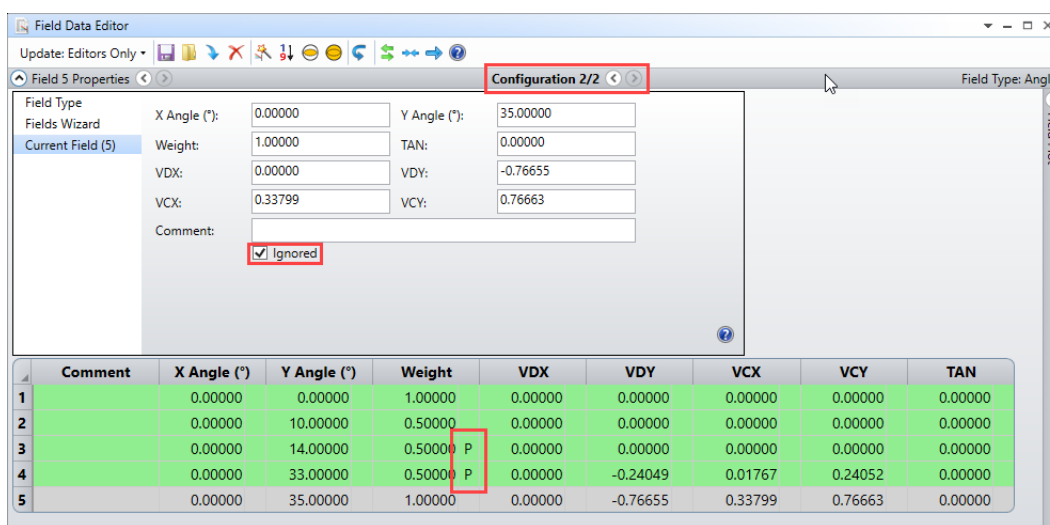 Field Data Editor
Update: Editors Only
Field 5 Properties Configuration 2/2 Field Type: Angl
Field Type
Fields Wizard
Current Field (5)
X Angle (°): 0.00000 Y Angle (°): 35.00000
Weight: 1.00000 TAN: 0.00000
VDX: 0.00000 VDY: -0.76655
VCX: 0.33799 VCY: 0.76663
Comment:
Ignored
Comment X Angle (°) Y Angle (°) Weight VDX VDY VCX VCY TAN
1 0.00000 0.00000 1.00000 0.00000 0.00000 0.00000 0.00000 0.00000
2 0.00000 10.00000 0.50000 0.00000 0.00000 0.00000 0.00000 0.00000
3 0.00000 14.00000 0.50000 P 0.00000 0.00000 0.00000 0.00000 0.00000
4 0.00000 33.00000 0.50000 P 0.00000 -0.24049 0.01767 0.24052 0.00000
5 0.00000 35.00000 1.00000 0.00000 -0.76655 0.33799 0.76663 0.00000